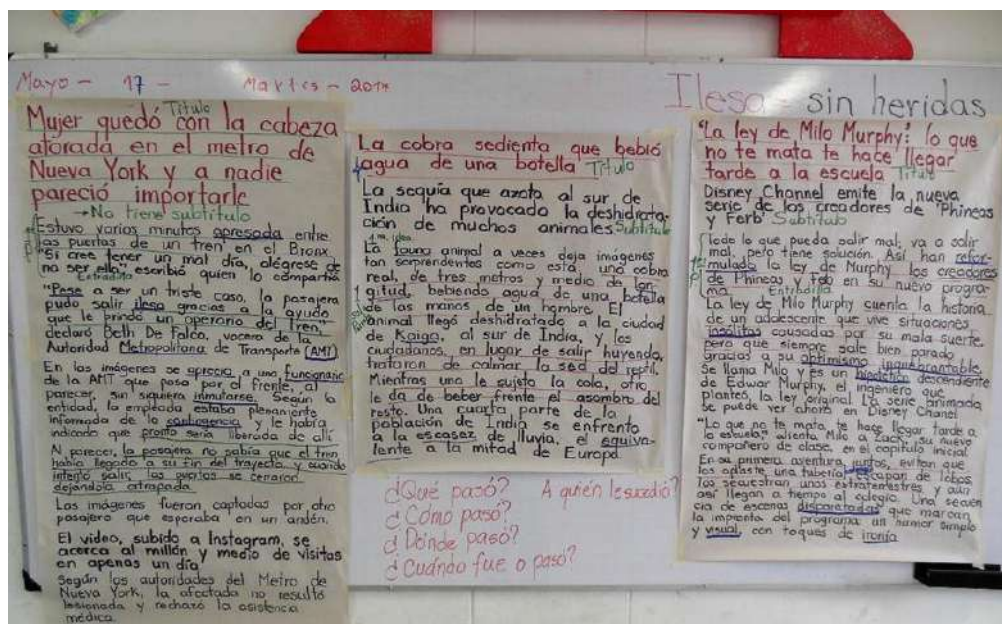 Mayo - 17 - Martes - 2017
Ilesa - sin heridas
Título
Mujer quedó con la cabeza
atorada en el metro de
Nueva York y a nadie
pareció importarle
→ No tiene subtítulo
Estuvo varios minutos apresada entre
las puertas de un tren en el Bronx.
"Si cree tener un mal día, alégrese de
no ser ella", escribió quien lo compartió
Entradilla
"Pese a ser un triste caso, la pasajera
pudo salir ilesa gracias a la ayuda
que le brindó un operario del tren,"
declaró Beth De Falco, vocera de la
Autoridad Metropolitana de Transporte (AMT)
En las imágenes se aprecia a una funcionaria
de la AMT que pasa por el frente, al
parecer, sin siquiera inmutarse. Según la
entidad, la empleada estaba plenamente
informada de la contingencia y le había
indicado que pronto sería liberada de allí
Al parecer, la pasajera no sabía que el tren
había llegado a su fin del trayecto y cuando
intentó salir, las puertas se cerraron
dejándola atrapada.
Las imágenes fueron captadas por otro
pasajero que esperaba en un andén.
El video, subido a Instagram, se
acerca al millón y medio de visitas
en apenas un día
Según las autoridades del Metro de
Nueva York, la afectada no resultó
lesionada y rechazó la asistencia
médica.
La cobra sedienta que bebió
agua de una botella Título
La sequía que azota al sur de
India ha provocado la deshidrata-
ción de muchos animales Subtítulo
La fauna animal a veces deja imágenes
tan sorprendentes como esta: una cobra
real, de tres metros y medio de lon-
gitud, bebiendo agua de una botella
de las manos de un hombre. El
animal llegó deshidratado a la ciudad
de Kaiga, al sur de India, y los
ciudadanos, en lugar de salir huyendo,
trataron de calmar la sed del reptil.
Mientras uno le sujeta la cola, otro
le da de beber frente el asombro del
resto. Una cuarta parte de la
población de India se enfrenta
a la escasez de lluvia, el equiva-
lente a la mitad de Europa
¿Qué pasó? A quién le sucedió?
¿Cómo pasó?
¿Dónde pasó?
¿Cuándo fue o pasó?
"La ley de Milo Murphy": lo que
no te mata te hace llegar
tarde a la escuela Título
Disney Channel emite la nueva
serie de los creadores de 'Phineas
y Ferb' Subtítulo
Todo lo que pueda salir mal, va a salir
mal, pero tiene solución. Así han refor-
mulado la ley de Murphy los creadores
de Phineas y Fed en su nuevo progra-
ma Entradilla
La ley de Milo Murphy cuenta la historia
de un adolescente que vive situaciones
insólitas causadas por su mala suerte,
pero que siempre sale bien parado
gracias a su optimismo inquebrantable.
Se llama Milo y es un descendiente
de Edwar Murphy, el ingeniero que
plantes, la ley original La serie animada
se puede ver ahora en Disney Chanel
"Lo que no te mata, te hace llegar tarde a
la escuela," alienta Milo a Zach, su nuevo
compañero de clase, en el capítulo inicial
En su primera aventura juntos, evitan que
los aplaste una tubería, escapan de lobos,
los secuestran unos extraterrestres y aún
así llegan a tiempo al colegio. Una secuen
cia de escenas disparatadas que marcan
la impronta del programa: un humor simple
y visual, con toques de ironía